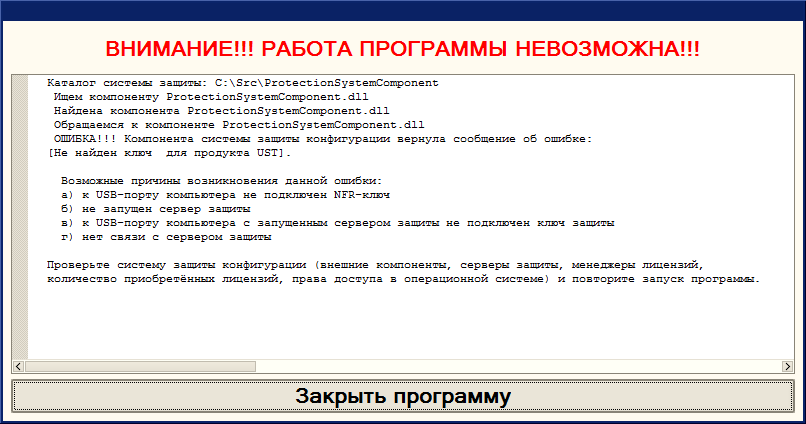 ВНИМАНИЕ!!! РАБОТА ПРОГРАММЫ НЕВОЗМОЖНА!!!
Каталог системы защиты: C:\Src\ProtectionSystemComponent
Ищем компоненту ProtectionSystemComponent.dll
Найдена компонента ProtectionSystemComponent.dll
Обращаемся к компоненте ProtectionSystemComponent.dll
ОШИБКА!!! Компонента системы защиты конфигурации вернула сообщение об ошибке:
[Не найден ключ  для продукта UST].
Возможные причины возникновения данной ошибки:
а) к USB-порту компьютера не подключен NFR-ключ
б) не запущен сервер защиты
в) к USB-порту компьютера с запущенным сервером защиты не подключен ключ защиты
г) нет связи с сервером защиты
Проверьте систему защиты конфигурации (внешние компоненты, серверы защиты, менеджеры лицензий,
количество приобретённых лицензий, права доступа в операционной системе) и повторите запуск программы.
Закрыть программу